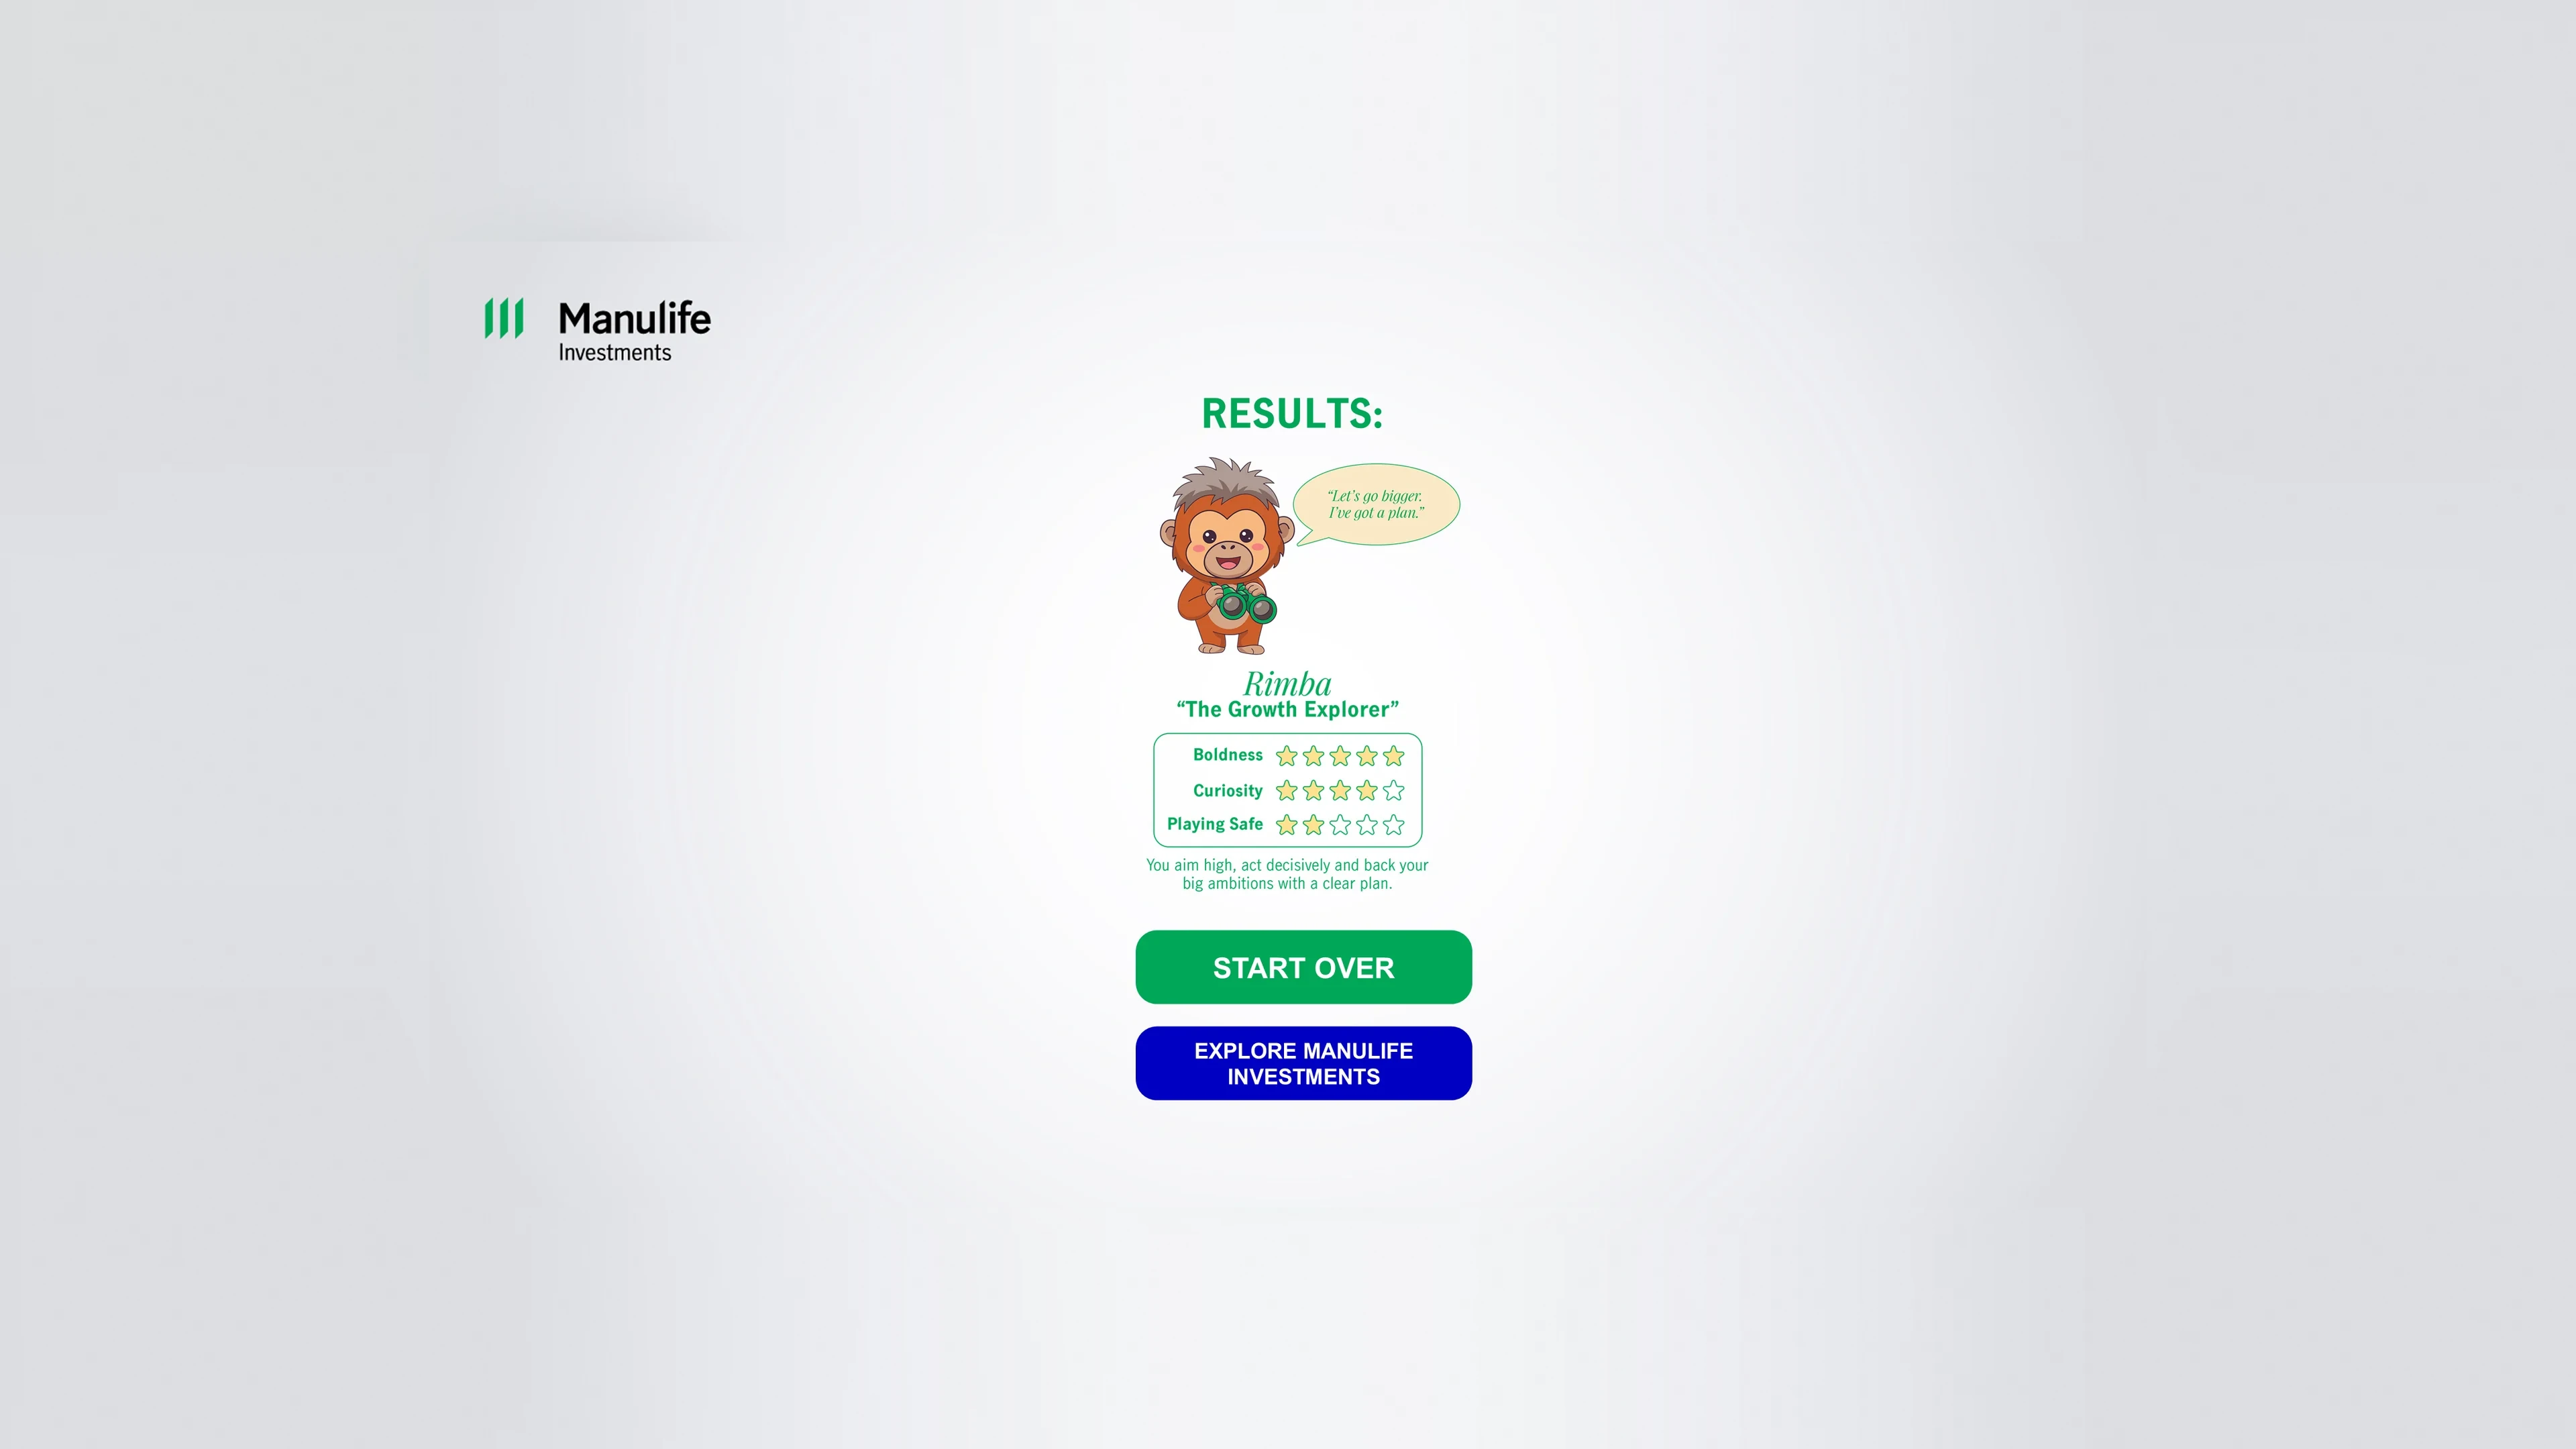 Manulife
Investments
RESULTS:
“Let’s go bigger.
I’ve got a plan.”
Rimba
“The Growth Explorer”
Boldness
Curiosity
Playing Safe
You aim high, act decisively and back your
big ambitions with a clear plan.
START OVER
EXPLORE MANULIFE
INVESTMENTS